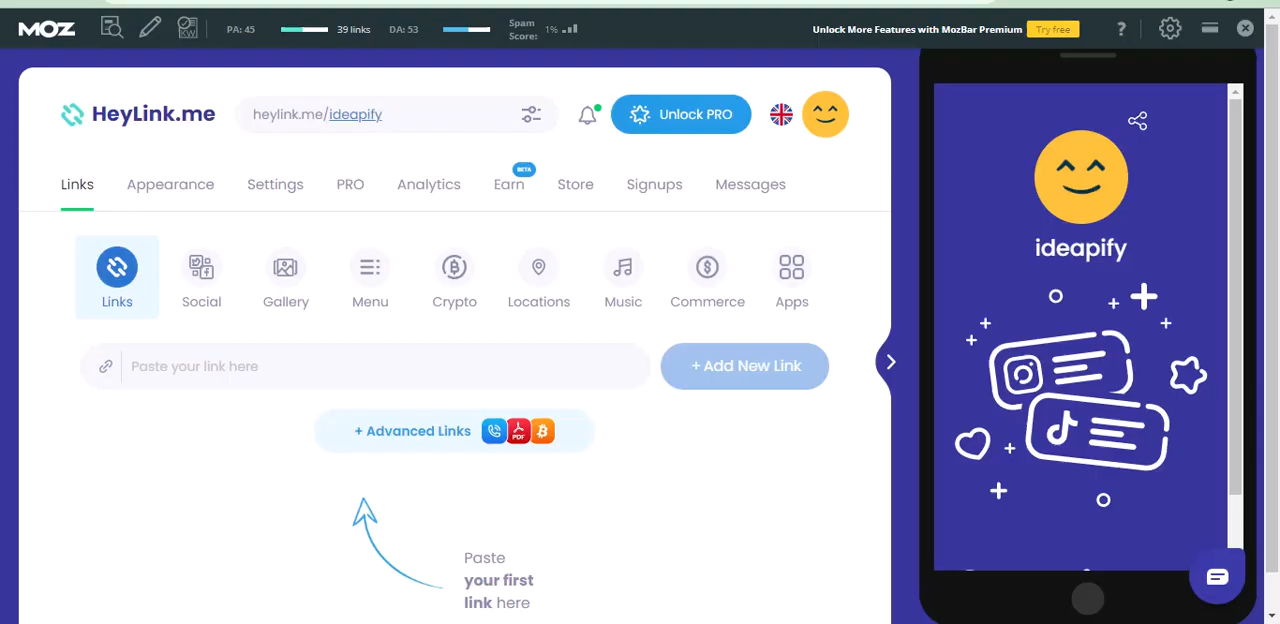 MOZ
KW
PA: 45
39 links
DA: 53
Spam
Score: 1%
Unlock More Features with MozBar Premium
Try free
?
HeyLink.me
heylink.me/ideapify
Unlock PRO
Links
Appearance
Settings
PRO
Analytics
BETA
Earn
Store
Signups
Messages
Links
Social
Gallery
Menu
Crypto
Locations
Music
Commerce
Apps
Paste your link here
+ Add New Link
+ Advanced Links
PDF
Paste
your first
link here
ideapify